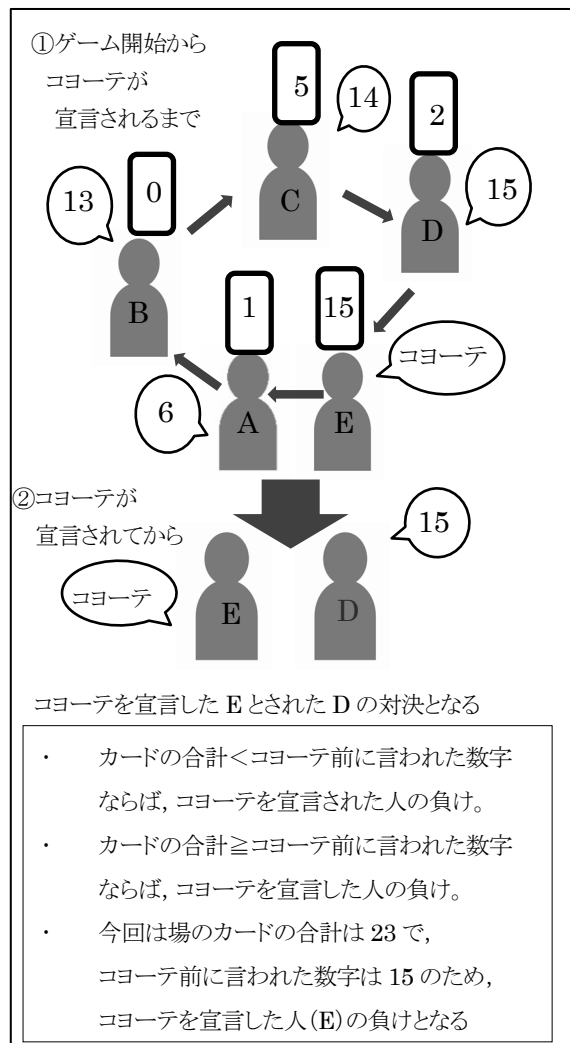 ①ゲーム開始から
コヨーテが
宣言されるまで
5
14
2
13
0
15
C
D
B
1
15
コヨーテ
6
A
E
②コヨーテが
宣言されてから
15
コヨーテ
E
D
コヨーテを宣言した E とされた D の対決となる
・ カードの合計＜コヨーテ前に言われた数字
ならば, コヨーテを宣言された人の負け。
・ カードの合計≧コヨーテ前に言われた数字
ならば, コヨーテを宣言した人の負け。
・ 今回は場のカードの合計は 23 で,
コヨーテ前に言われた数字は 15 のため,
コヨーテを宣言した人(E)の負けとなる